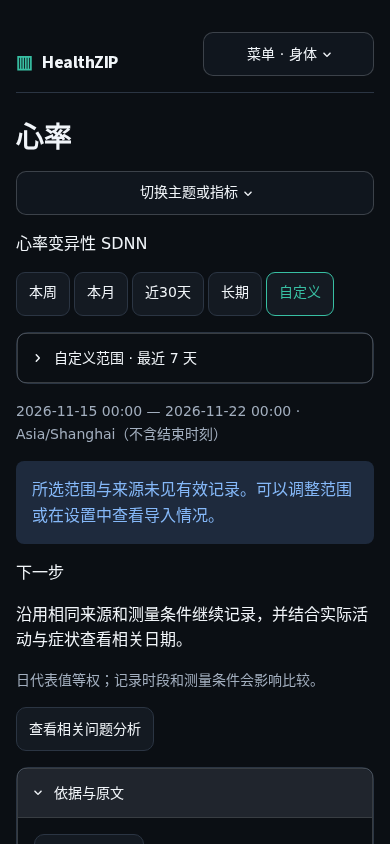 HealthZIP
菜单 · 身体
心率
切换主题或指标
心率变异性 SDNN
本周
本月
近30天
长期
自定义
自定义范围 · 最近 7 天
2026-11-15 00:00 — 2026-11-22 00:00 ·
Asia/Shanghai（不含结束时刻）
所选范围与来源未见有效记录。可以调整范围
或在设置中查看导入情况。
下一步
沿用相同来源和测量条件继续记录，并结合实际活
动与症状查看相关日期。
日代表值等权；记录时段和测量条件会影响比较。
查看相关问题分析
依据与原文